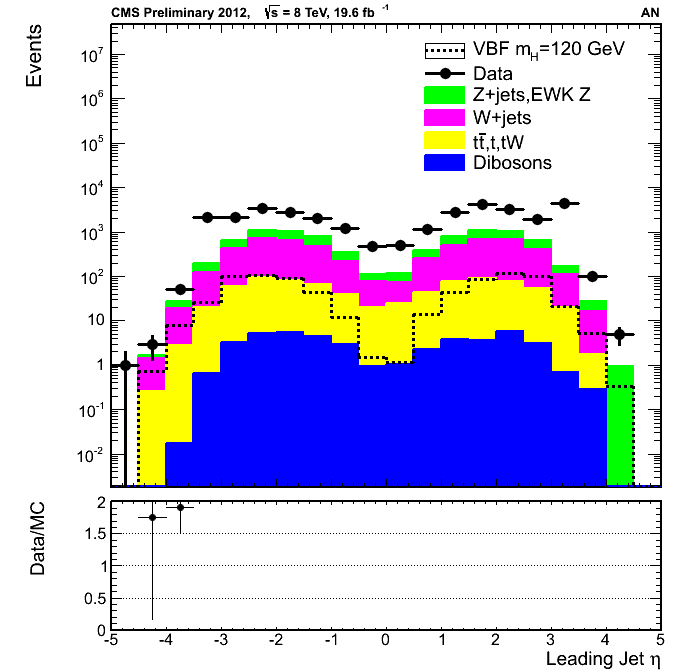 CMS Preliminary 2012, √s = 8 TeV, 19.6 fb⁻¹ AN
Events
10⁷
10⁶
10⁵
10⁴
10³
10²
10
1
10⁻¹
10⁻²
VBF m_H=120 GeV
Data
Z+jets,EWK Z
W+jets
tt̄,t,tW
Dibosons
Data/MC
2
1.5
1
0.5
0
-5 -4 -3 -2 -1 0 1 2 3 4 5
Leading Jet η